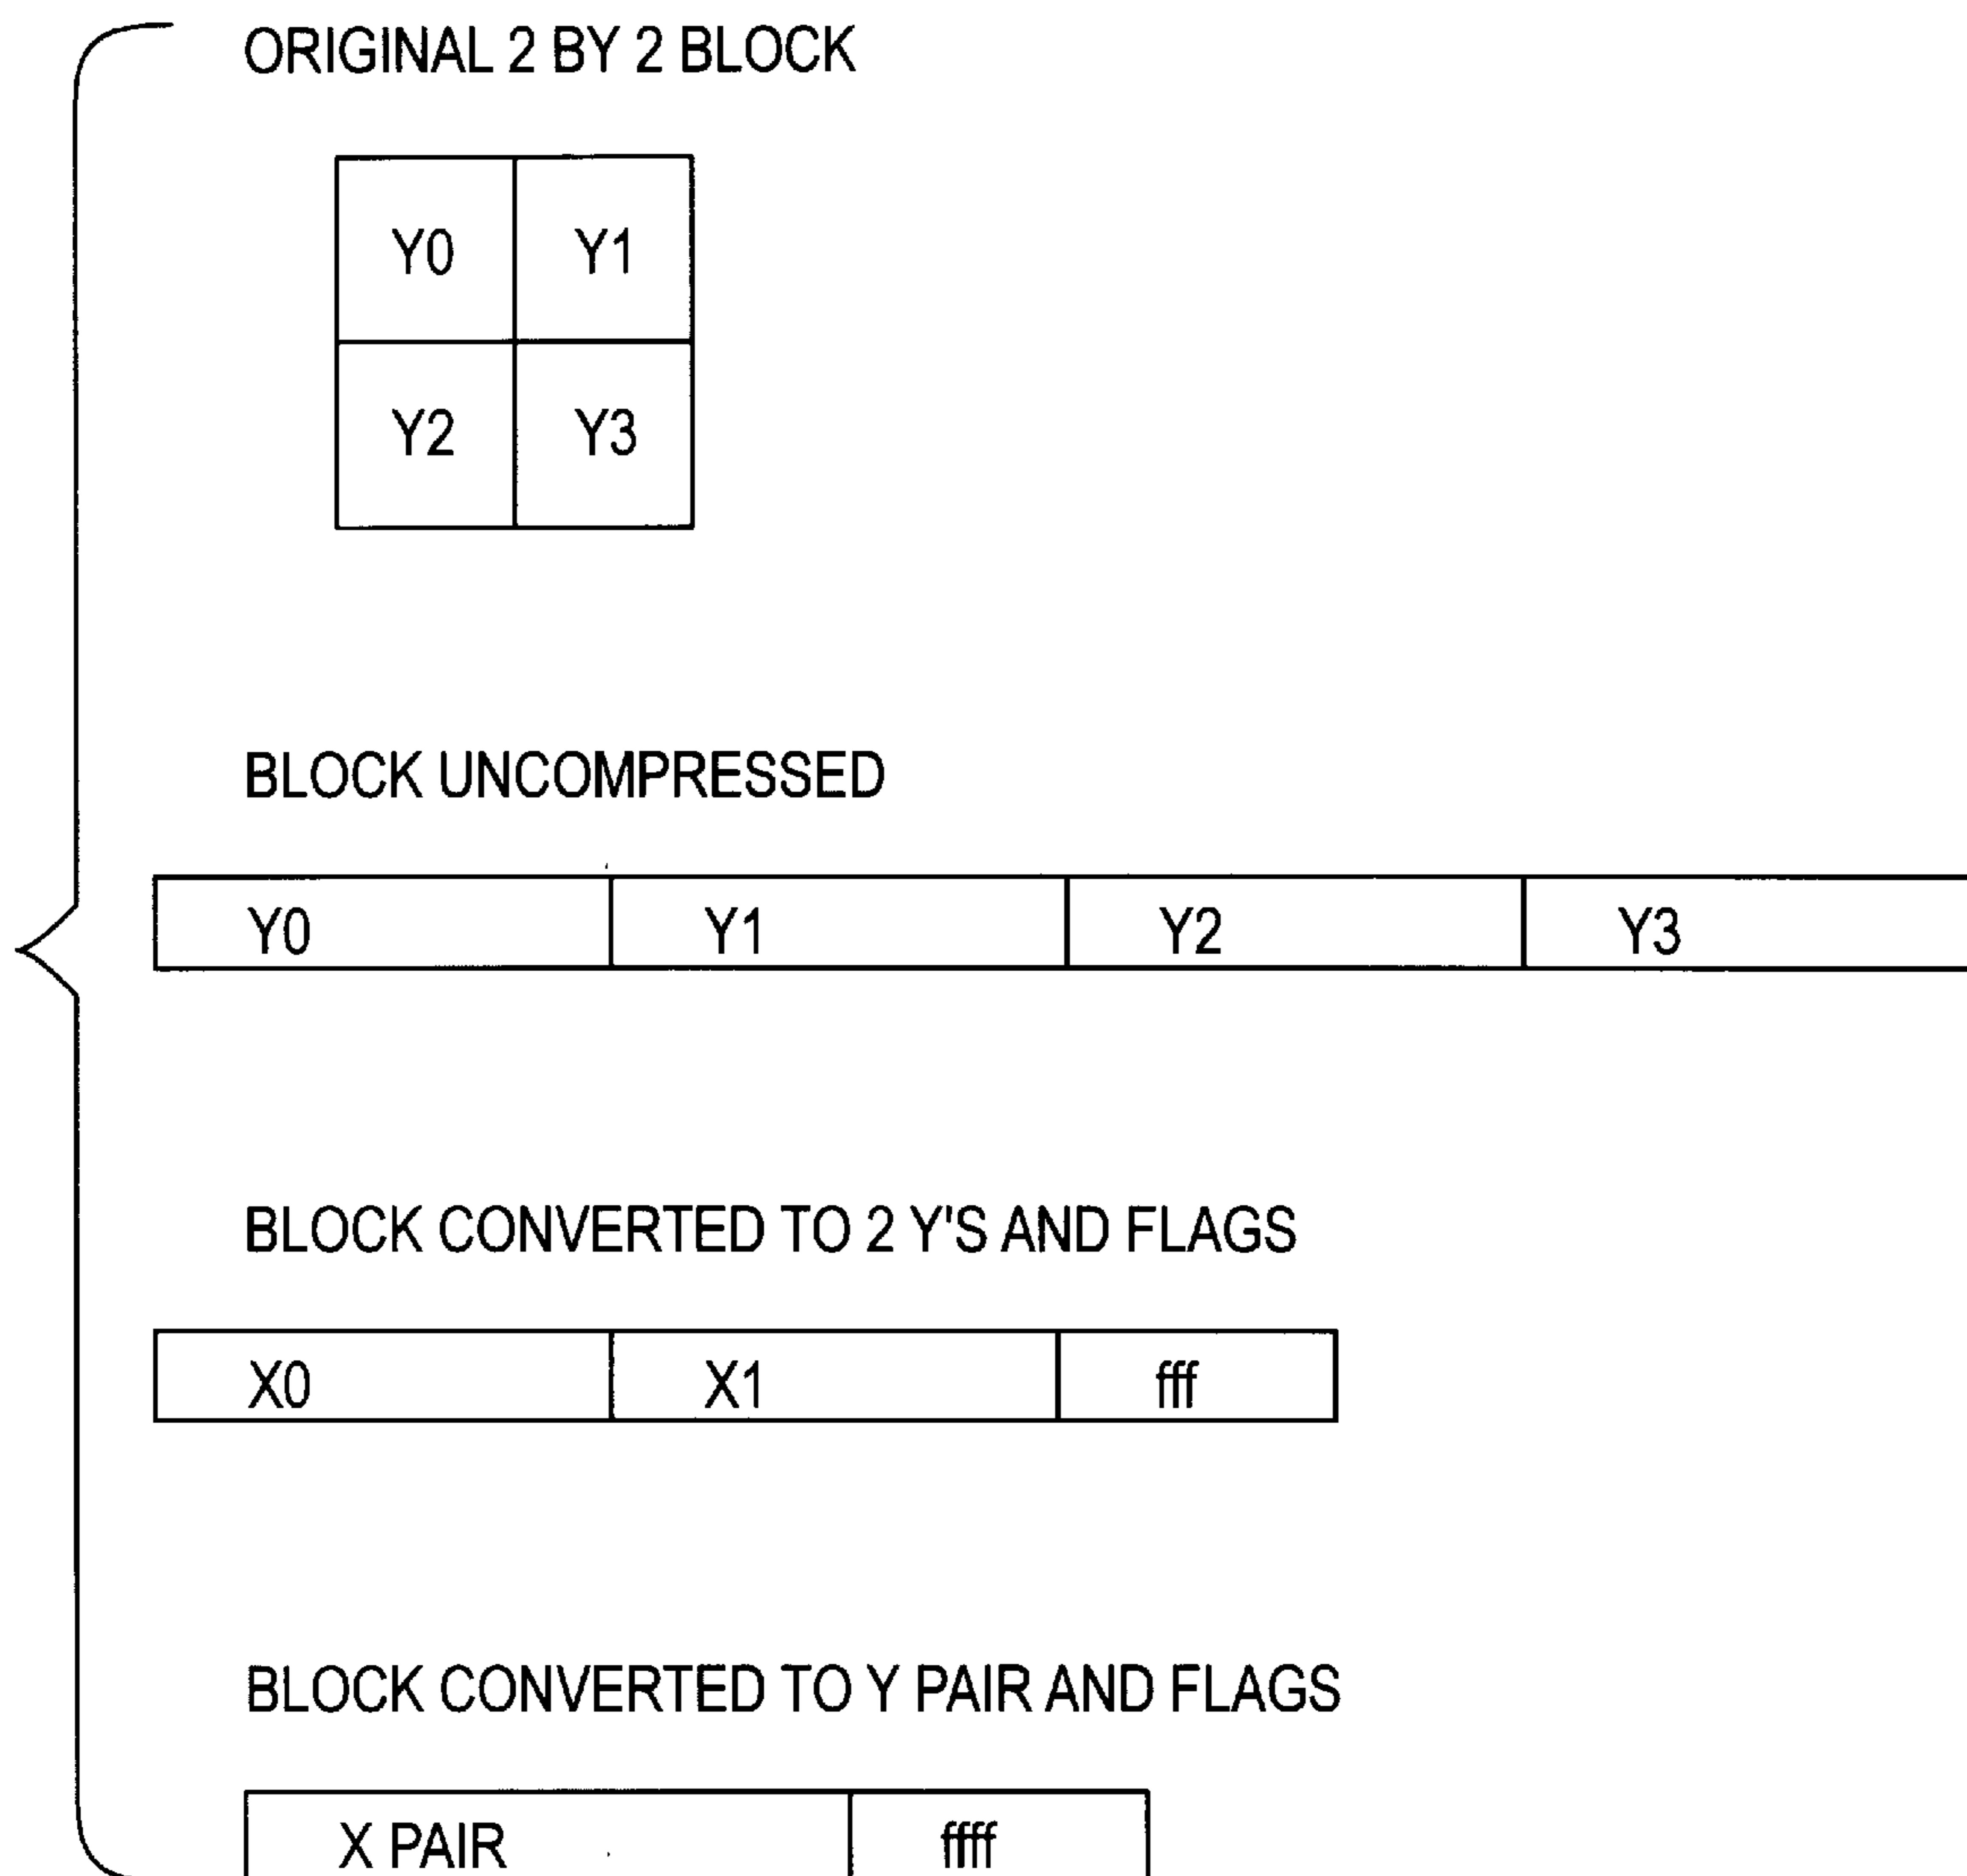 ORIGINAL 2 BY 2 BLOCK
Y0 Y1
Y2 Y3
BLOCK UNCOMPRESSED
Y0 Y1 Y2 Y3
BLOCK CONVERTED TO 2 Y'S AND FLAGS
X0 X1 fff
BLOCK CONVERTED TO Y PAIR AND FLAGS
X PAIR ffff